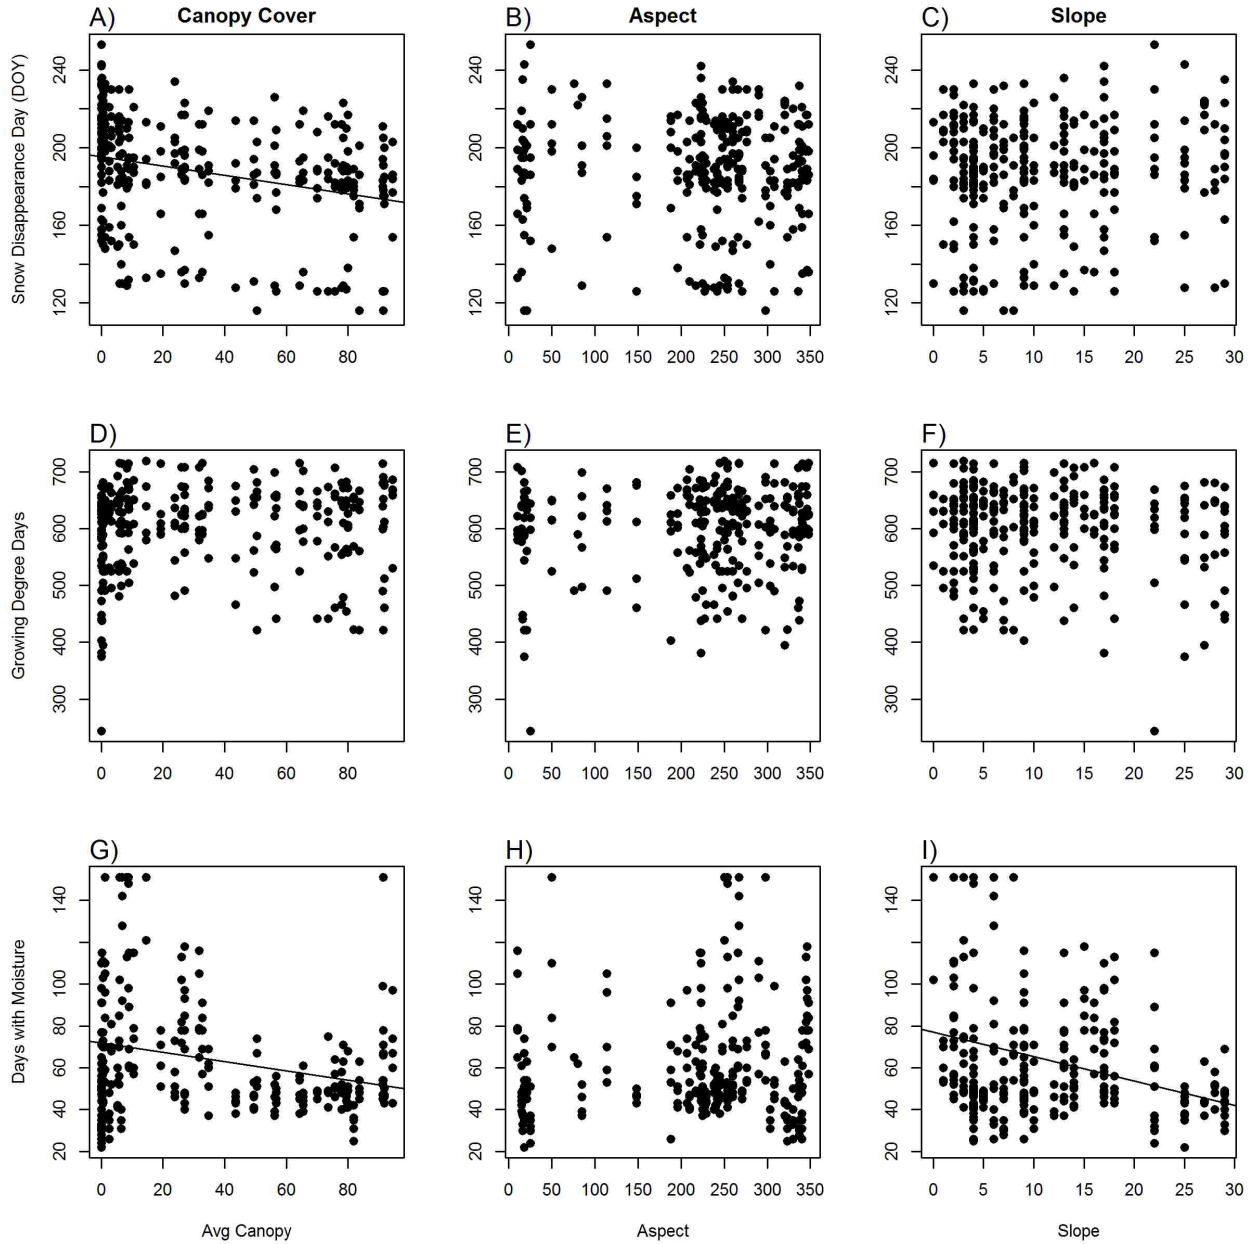 A) Canopy Cover B) Aspect C) Slope
Snow Disappearance Day (DOY)
240
200
160
120
0 20 40 60 80
240
200
160
120
0 50 100 150 200 250 300 350
240
200
160
120
0 5 10 15 20 25 30
D) E) F)
Growing Degree Days
700
600
500
400
300
0 20 40 60 80
700
600
500
400
300
0 50 100 150 200 250 300 350
700
600
500
400
300
0 5 10 15 20 25 30
G) H) I)
Days with Moisture
140
100
80
60
40
20
0 20 40 60 80
Avg Canopy
140
100
80
60
40
20
0 50 100 150 200 250 300 350
Aspect
140
100
80
60
40
20
0 5 10 15 20 25 30
Slope